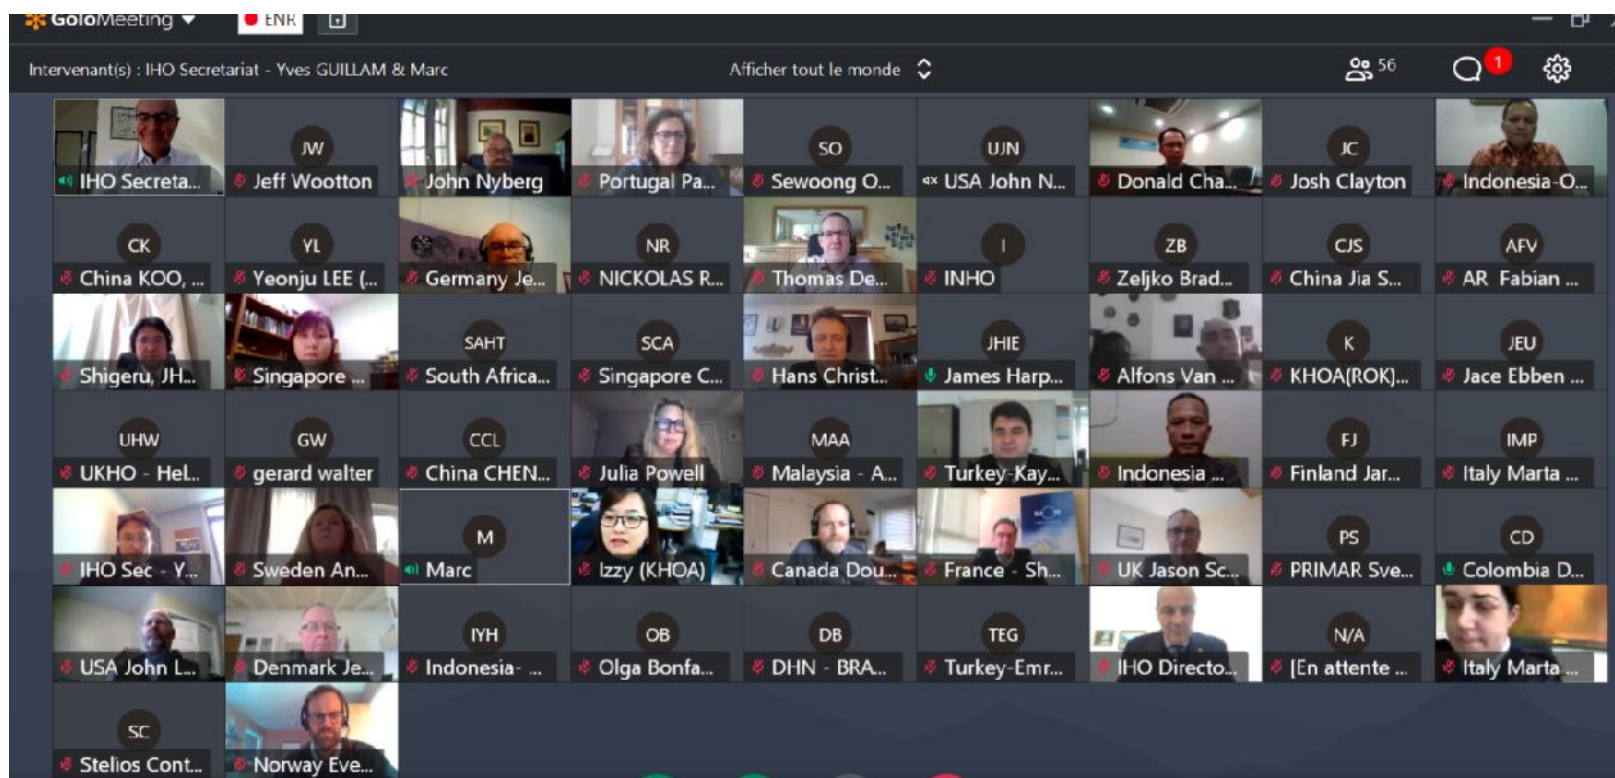 GoToMeeting
ENR
Intervenant(s) : IHO Secretariat - Yves GUILLAM & Marc
Afficher tout le monde
56
1
IHO Secreta...
JW
Jeff Wootton
John Nyberg
Portugal Pa...
SO
Sewoong O...
UJN
USA John N...
Donald Cha...
JC
Josh Clayton
Indonesia-O...
CK
China KOO, ...
YL
Yeonju LEE (...
Germany Je...
NR
NICKOLAS R...
Thomas De...
I
INHO
ZB
Zeljko Brad...
CJS
China Jia S...
AFV
AR Fabian ...
Shigeru, JH...
Singapore ...
SAHT
South Africa...
SCA
Singapore C...
Hans Christ...
JHIE
James Harp...
Alfons Van ...
K
KHOA(ROK)...
JEU
Jace Ebben ...
UHW
UKHO - Hel...
GW
gerard walter
CCL
China CHEN...
Julia Powell
MAA
Malaysia - A...
Turkey-Kay...
Indonesia ...
FJ
Finland Jar...
IMP
Italy Marta ...
IHO Sec - Y...
Sweden An...
M
Marc
Izzy (KHOA)
Canada Dou...
France - Sh...
UK Jason Sc...
PS
PRIMAR Sve...
CD
Colombia D...
USA John L...
Denmark Je...
IYH
Indonesia- ...
OB
Olga Bonfa...
DB
DHN - BRA...
TEG
Turkey-Emr...
IHO Directo...
N/A
[En attente ...
Italy Marta ...
SC
Stelios Cont...
Norway Eve...